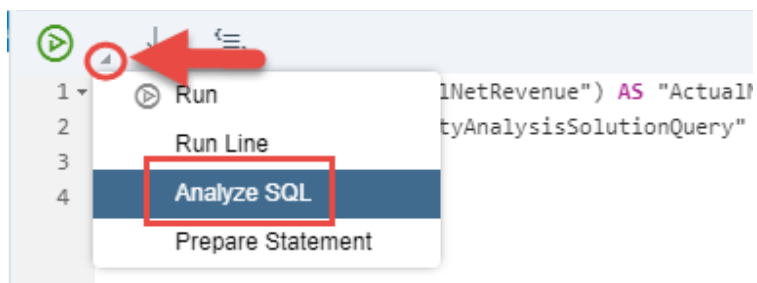 1 Run lNetRevenue") AS "ActualN
2 Run Line tyAnalysisSolutionQuery"
3
Analyze SQL
4
Prepare Statement